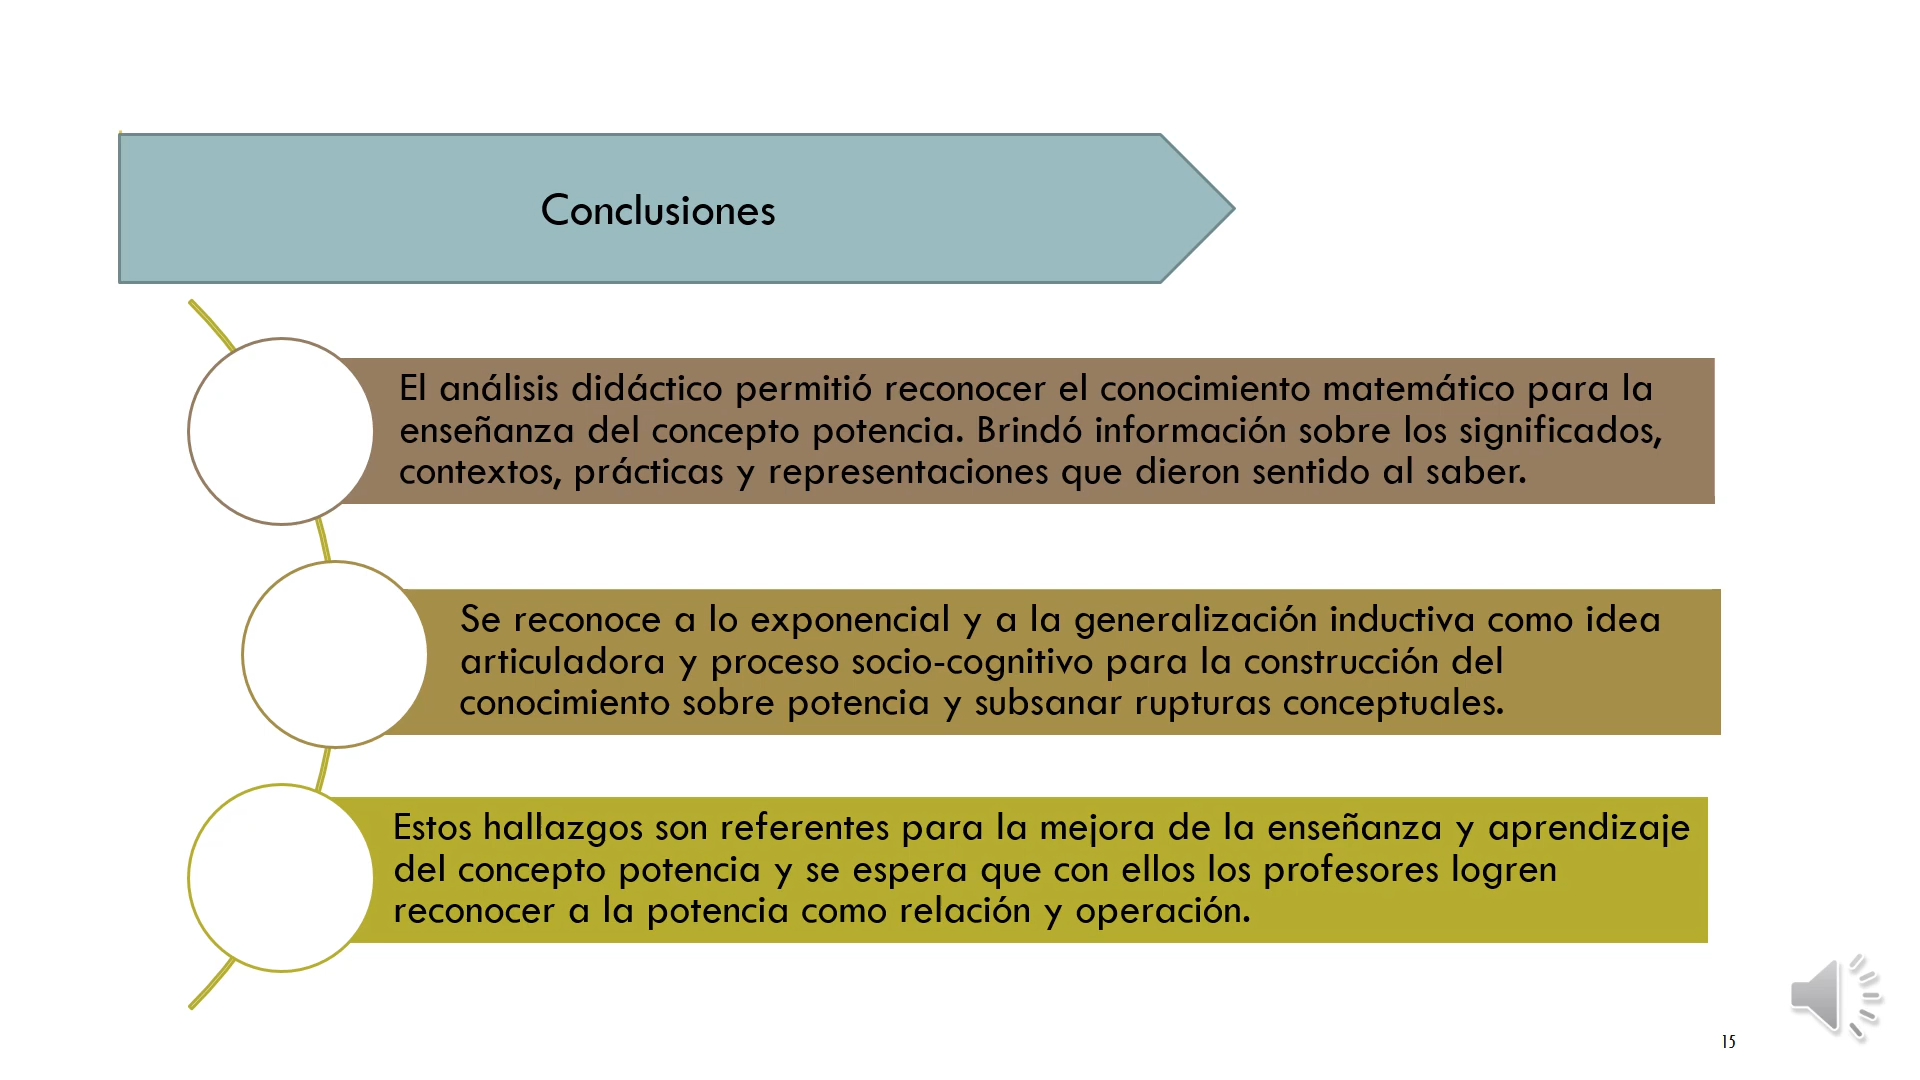 Conclusiones
El análisis didáctico permitió reconocer el conocimiento matemático para la
enseñanza del concepto potencia. Brindó información sobre los significados,
contextos, prácticas y representaciones que dieron sentido al saber.
Se reconoce a lo exponencial y a la generalización inductiva como idea
articuladora y proceso socio-cognitivo para la construcción del
conocimiento sobre potencia y subsanar rupturas conceptuales.
Estos hallazgos son referentes para la mejora de la enseñanza y aprendizaje
del concepto potencia y se espera que con ellos los profesores logren
reconocer a la potencia como relación y operación.
15